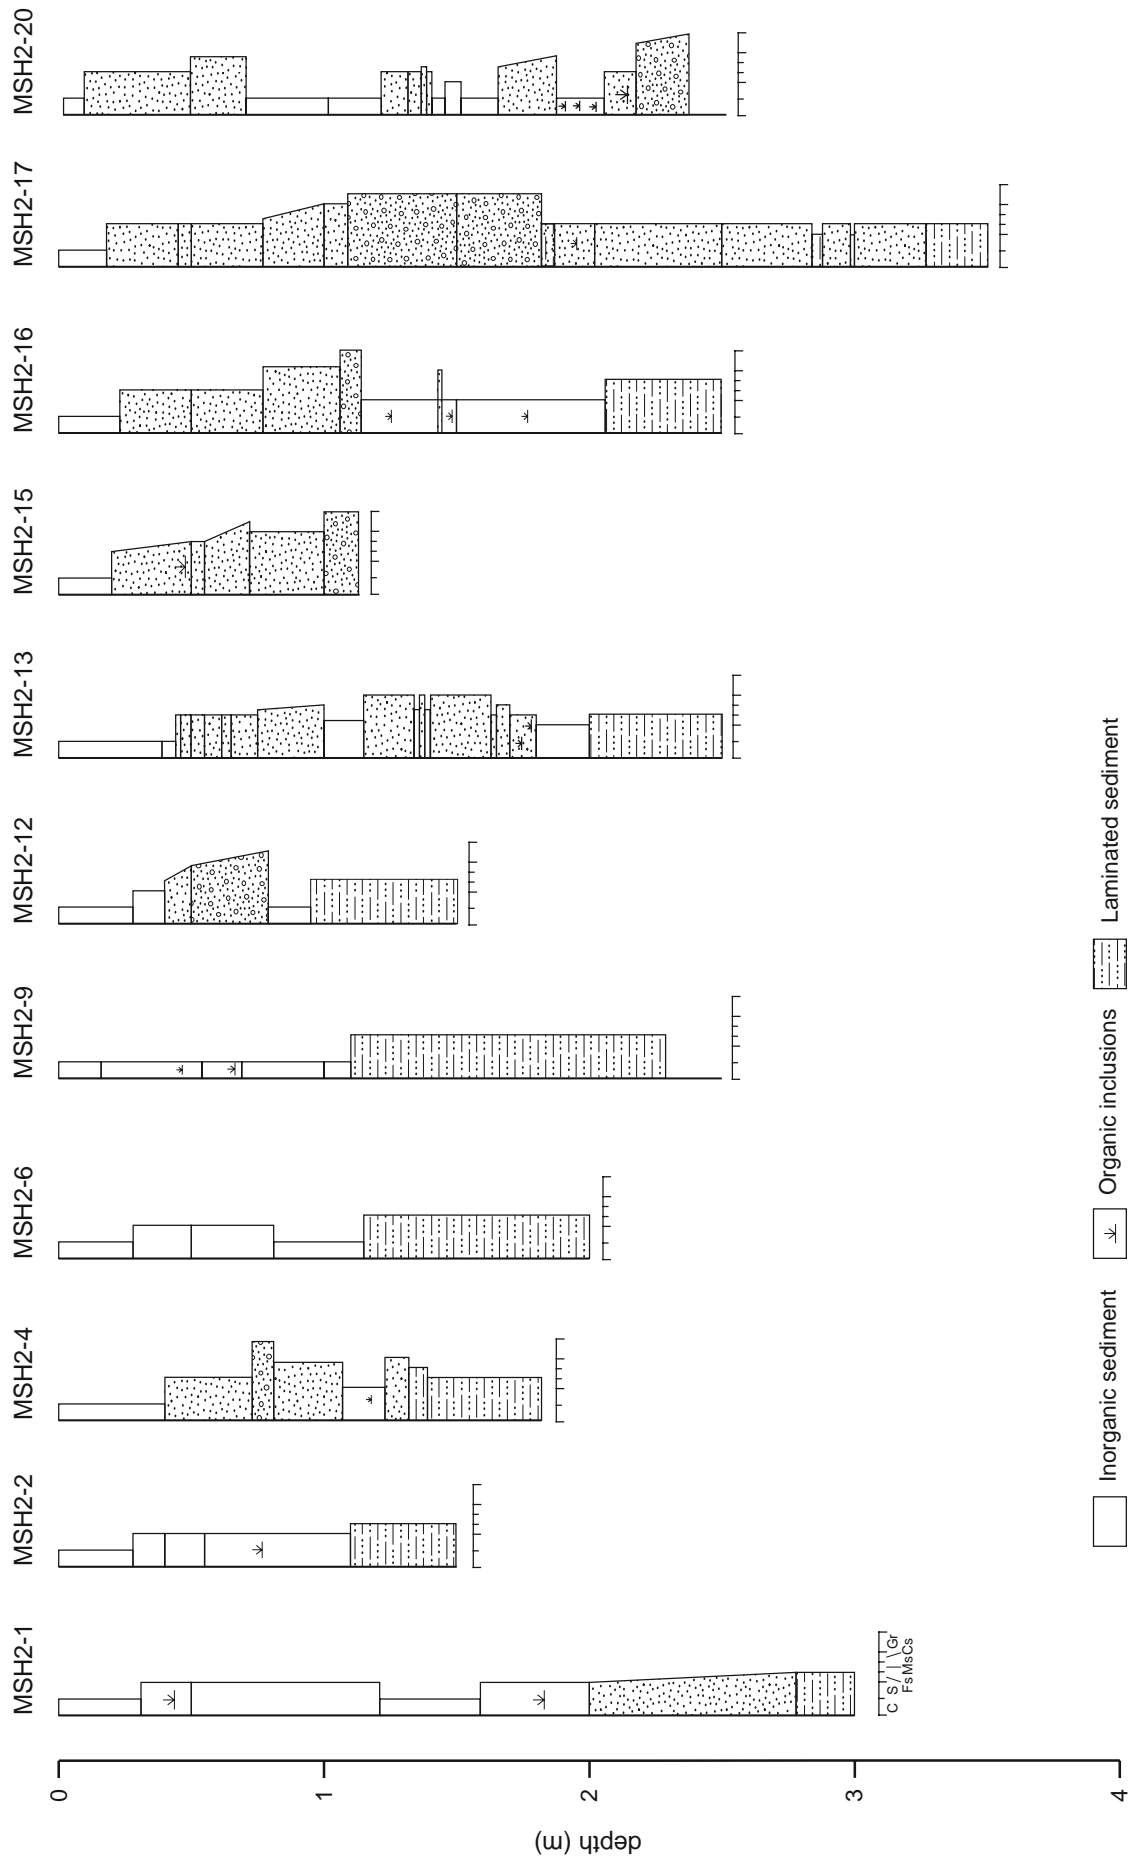 MSH2-1
MSH2-2
MSH2-4
MSH2-6
MSH2-9
MSH2-12
MSH2-13
MSH2-15
MSH2-16
MSH2-17
MSH2-20
0
1
2
3
4
depth (m)
C S / | \ Gr
Fs Ms Cs
Inorganic sediment
Organic inclusions
Laminated sediment